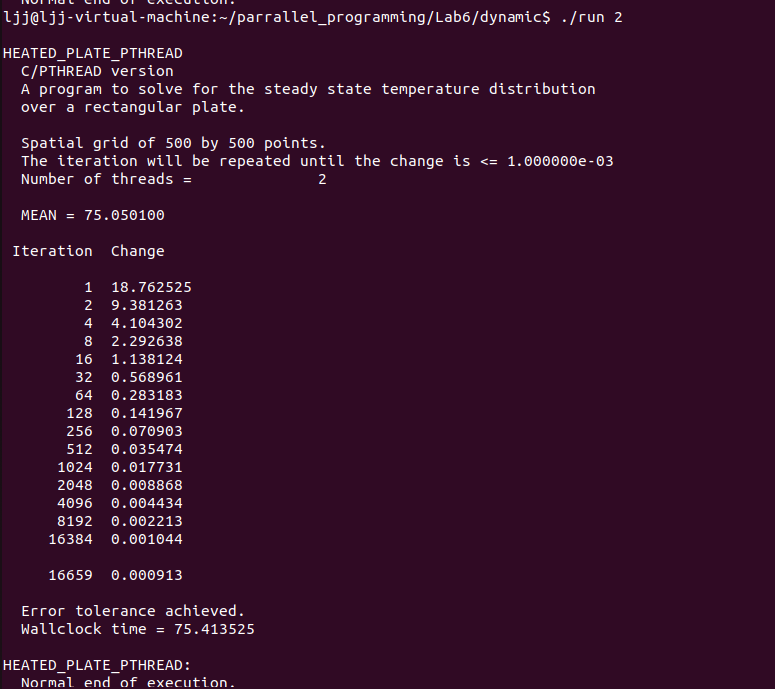 Normal end of execution.
ljj@ljj-virtual-machine:~/parrallel_programming/Lab6/dynamic$ ./run 2
HEATED_PLATE_PTHREAD
C/PTHREAD version
A program to solve for the steady state temperature distribution
over a rectangular plate.
Spatial grid of 500 by 500 points.
The iteration will be repeated until the change is <= 1.000000e-03
Number of threads = 2
MEAN = 75.050100
Iteration Change
1 18.762525
2 9.381263
4 4.104302
8 2.292638
16 1.138124
32 0.568961
64 0.283183
128 0.141967
256 0.070903
512 0.035474
1024 0.017731
2048 0.008868
4096 0.004434
8192 0.002213
16384 0.001044
16659 0.000913
Error tolerance achieved.
Wallclock time = 75.413525
HEATED_PLATE_PTHREAD:
Normal end of execution.